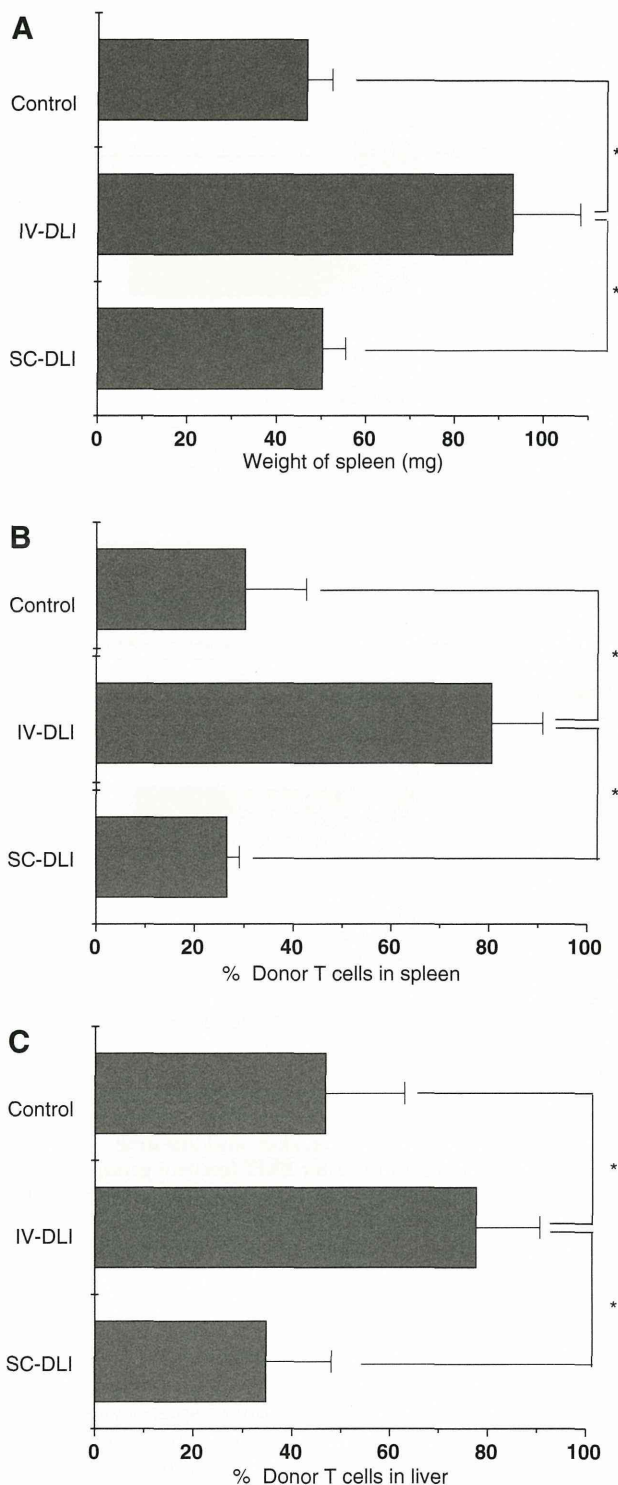 A
Control
*
IV-DLI
*
SC-DLI
0 20 40 60 80 100
Weight of spleen (mg)
B
Control
*
IV-DLI
*
SC-DLI
0 20 40 60 80 100
% Donor T cells in spleen
C
Control
*
IV-DLI
*
SC-DLI
0 20 40 60 80 100
% Donor T cells in liver